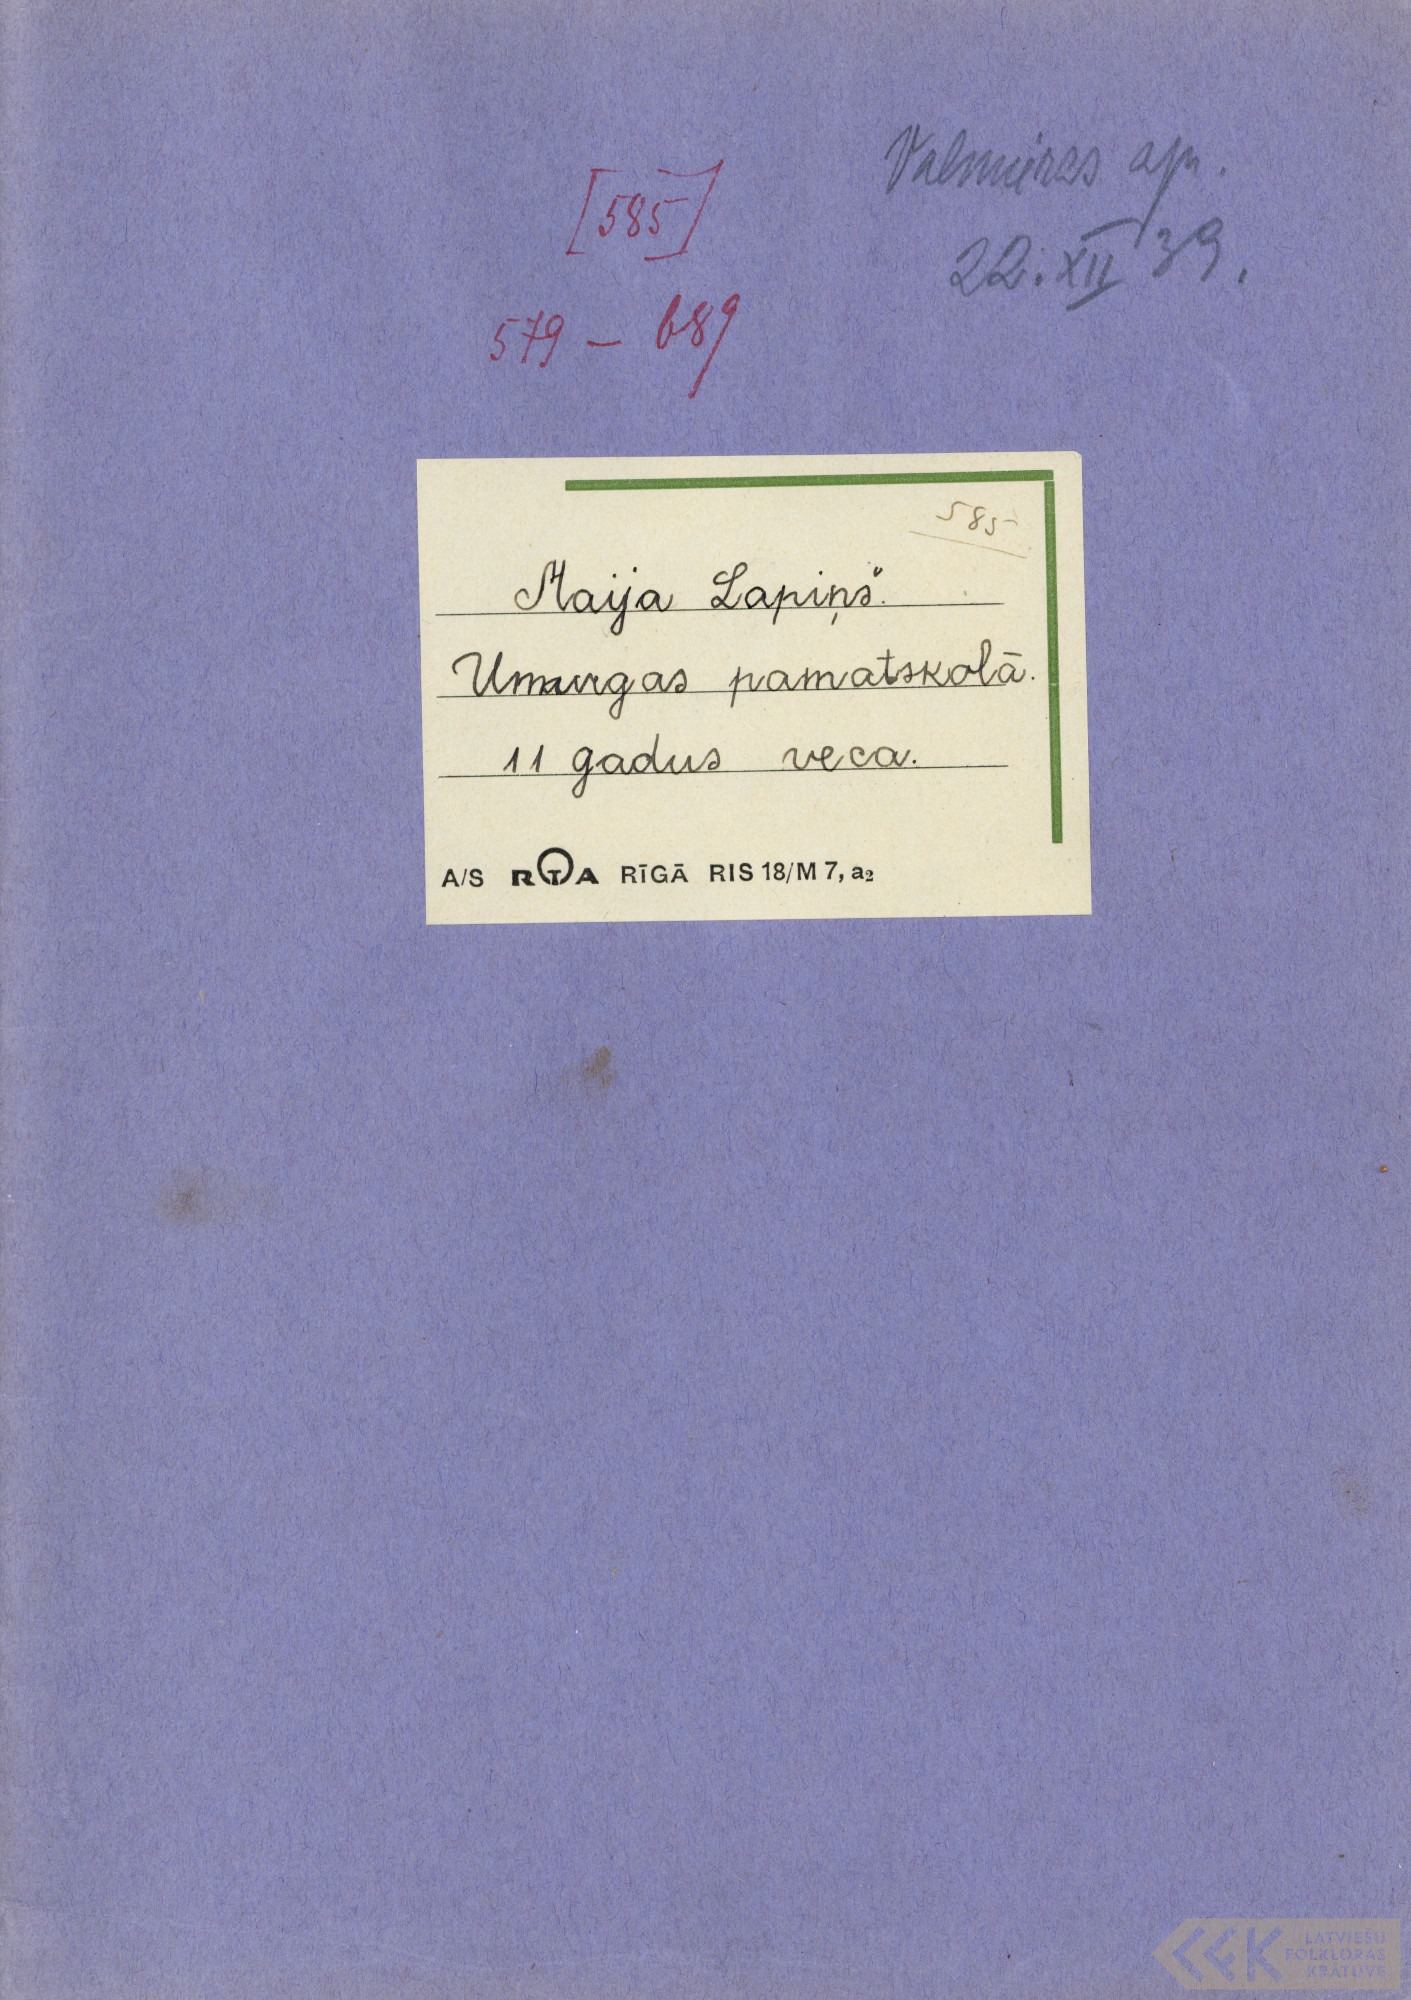 Valmieras apr.
22. XII 39.
[585]
579 – 689
585
Maija Lapiņš.
Umurgas pamatskolā.
11 gadus veca.
A/S RTA RĪGĀ RIS 18/M 7, a2
LATVIEŠU
FOLKLORAS
KRĀTUVE